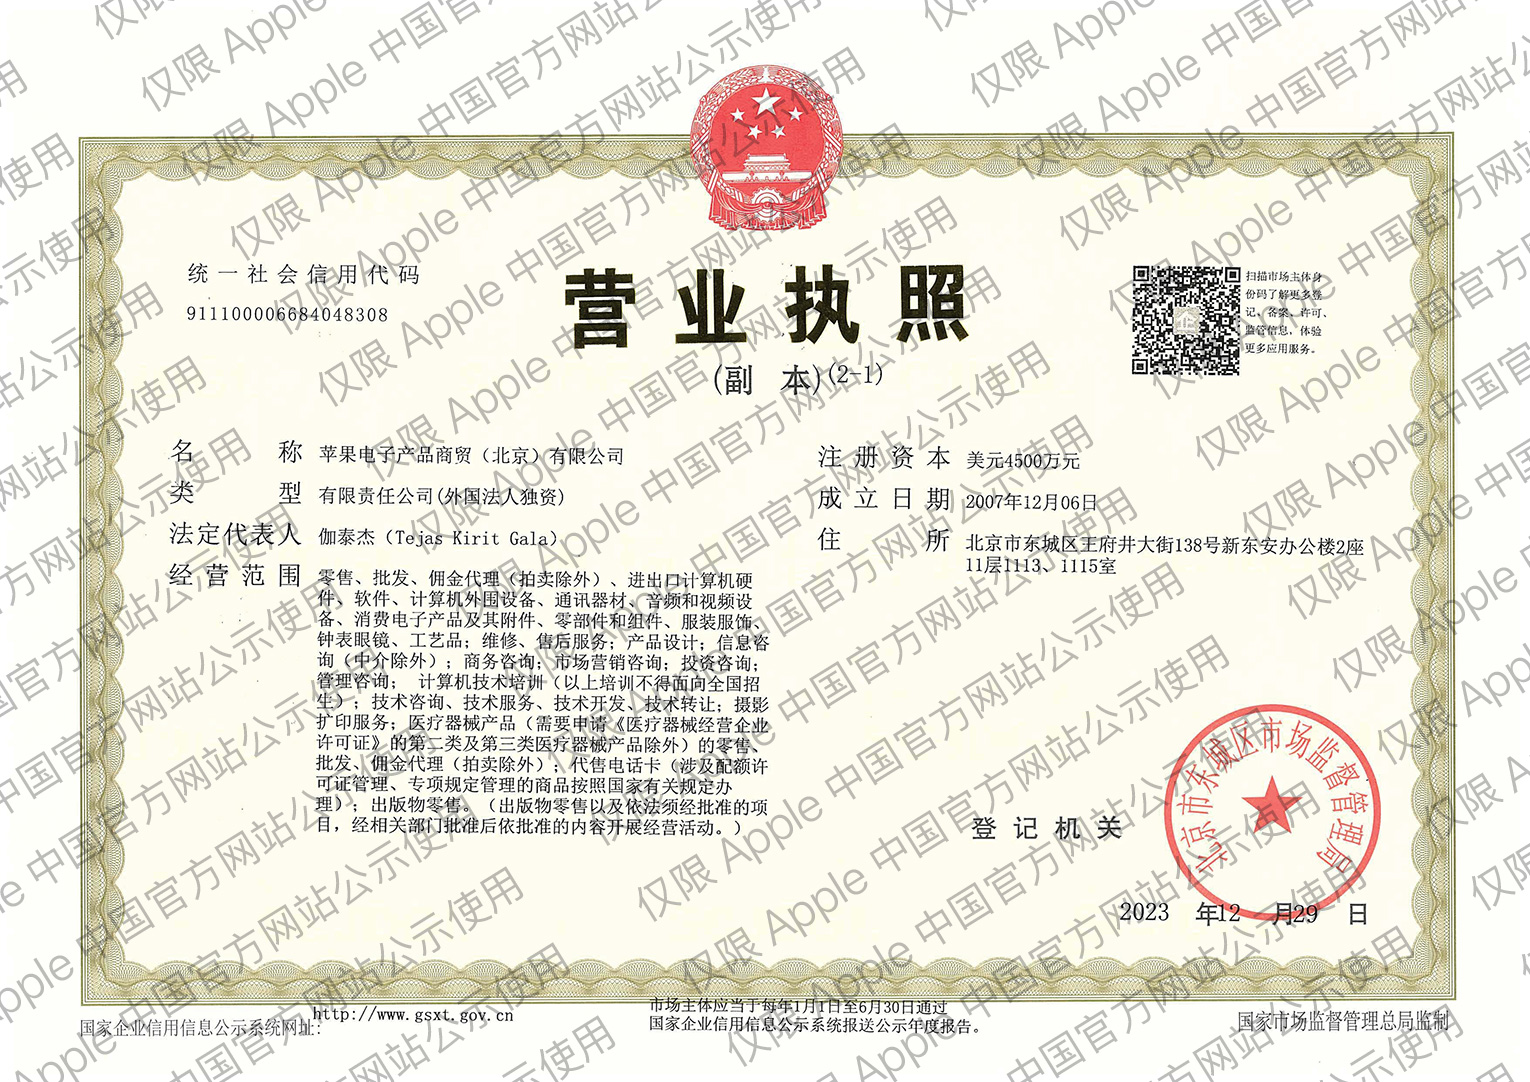 统一社会信用代码
911100006684048308
营业执照
(副 本)(2-1)
扫描市场主体身
份码了解更多登
记、备案、许可、
监管信息，体验
更多应用服务。
名 称 苹果电子产品商贸（北京）有限公司
类 型 有限责任公司(外国法人独资)
法定代表人 伽泰杰（Tejas Kirit Gala）
经营范围 零售、批发、佣金代理（拍卖除外）、进出口计算机硬
件、软件、计算机外围设备、通讯器材、音频和视频设
备、消费电子产品及其附件、零部件和组件、服装服饰、
钟表眼镜、工艺品；维修、售后服务；产品设计；信息咨
询（中介除外）；商务咨询；市场营销咨询；投资咨询；
管理咨询； 计算机技术培训（以上培训不得面向全国招
生）；技术咨询、技术服务、技术开发、技术转让；摄影
扩印服务；医疗器械产品（需要申请《医疗器械经营企业
许可证》的第二类及第三类医疗器械产品除外）的零售、
批发、佣金代理（拍卖除外）；代售电话卡（涉及配额许
可证管理、专项规定管理的商品按照国家有关规定办
理）；出版物零售。（出版物零售以及依法须经批准的项
目，经相关部门批准后依批准的内容开展经营活动。）
注册资本 美元4500万元
成立日期 2007年12月06日
住 所 北京市东城区王府井大街138号新东安办公楼2座
11层1113、1115室
登记机关
北京市东城区市场监督管理局
2023 年12 月29 日
国家企业信用信息公示系统网址:
http://www.gsxt.gov.cn
市场主体应当于每年1月1日至6月30日通过
国家企业信用信息公示系统报送公示年度报告。
国家市场监督管理总局监制
仅限 Apple 中国官方网站公示使用